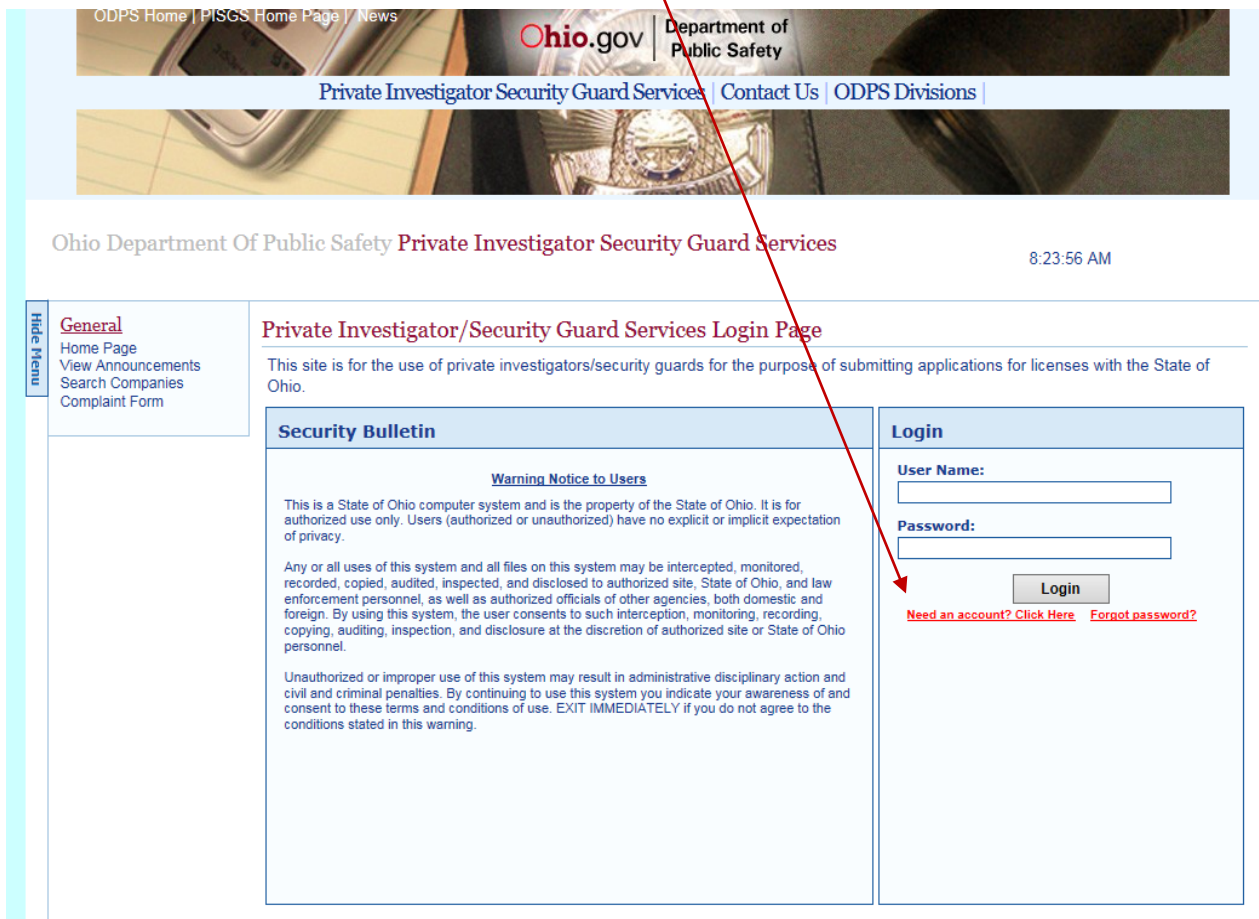 ODPS Home | PISGS Home Page | News
Ohio.gov
Department of
Public Safety
Private Investigator Security Guard Services | Contact Us | ODPS Divisions |
Ohio Department Of Public Safety Private Investigator Security Guard Services
8:23:56 AM
Hide Menu
General
Home Page
View Announcements
Search Companies
Complaint Form
Private Investigator/Security Guard Services Login Page
This site is for the use of private investigators/security guards for the purpose of submitting applications for licenses with the State of
Ohio.
Security Bulletin
Warning Notice to Users
This is a State of Ohio computer system and is the property of the State of Ohio. It is for
authorized use only. Users (authorized or unauthorized) have no explicit or implicit expectation
of privacy.
Any or all uses of this system and all files on this system may be intercepted, monitored,
recorded, copied, audited, inspected, and disclosed to authorized site, State of Ohio, and law
enforcement personnel, as well as authorized officials of other agencies, both domestic and
foreign. By using this system, the user consents to such interception, monitoring, recording,
copying, auditing, inspection, and disclosure at the discretion of authorized site or State of Ohio
personnel.
Unauthorized or improper use of this system may result in administrative disciplinary action and
civil and criminal penalties. By continuing to use this system you indicate your awareness of and
consent to these terms and conditions of use. EXIT IMMEDIATELY if you do not agree to the
conditions stated in this warning.
Login
User Name:
Password:
Login
Need an account? Click Here Forgot password?